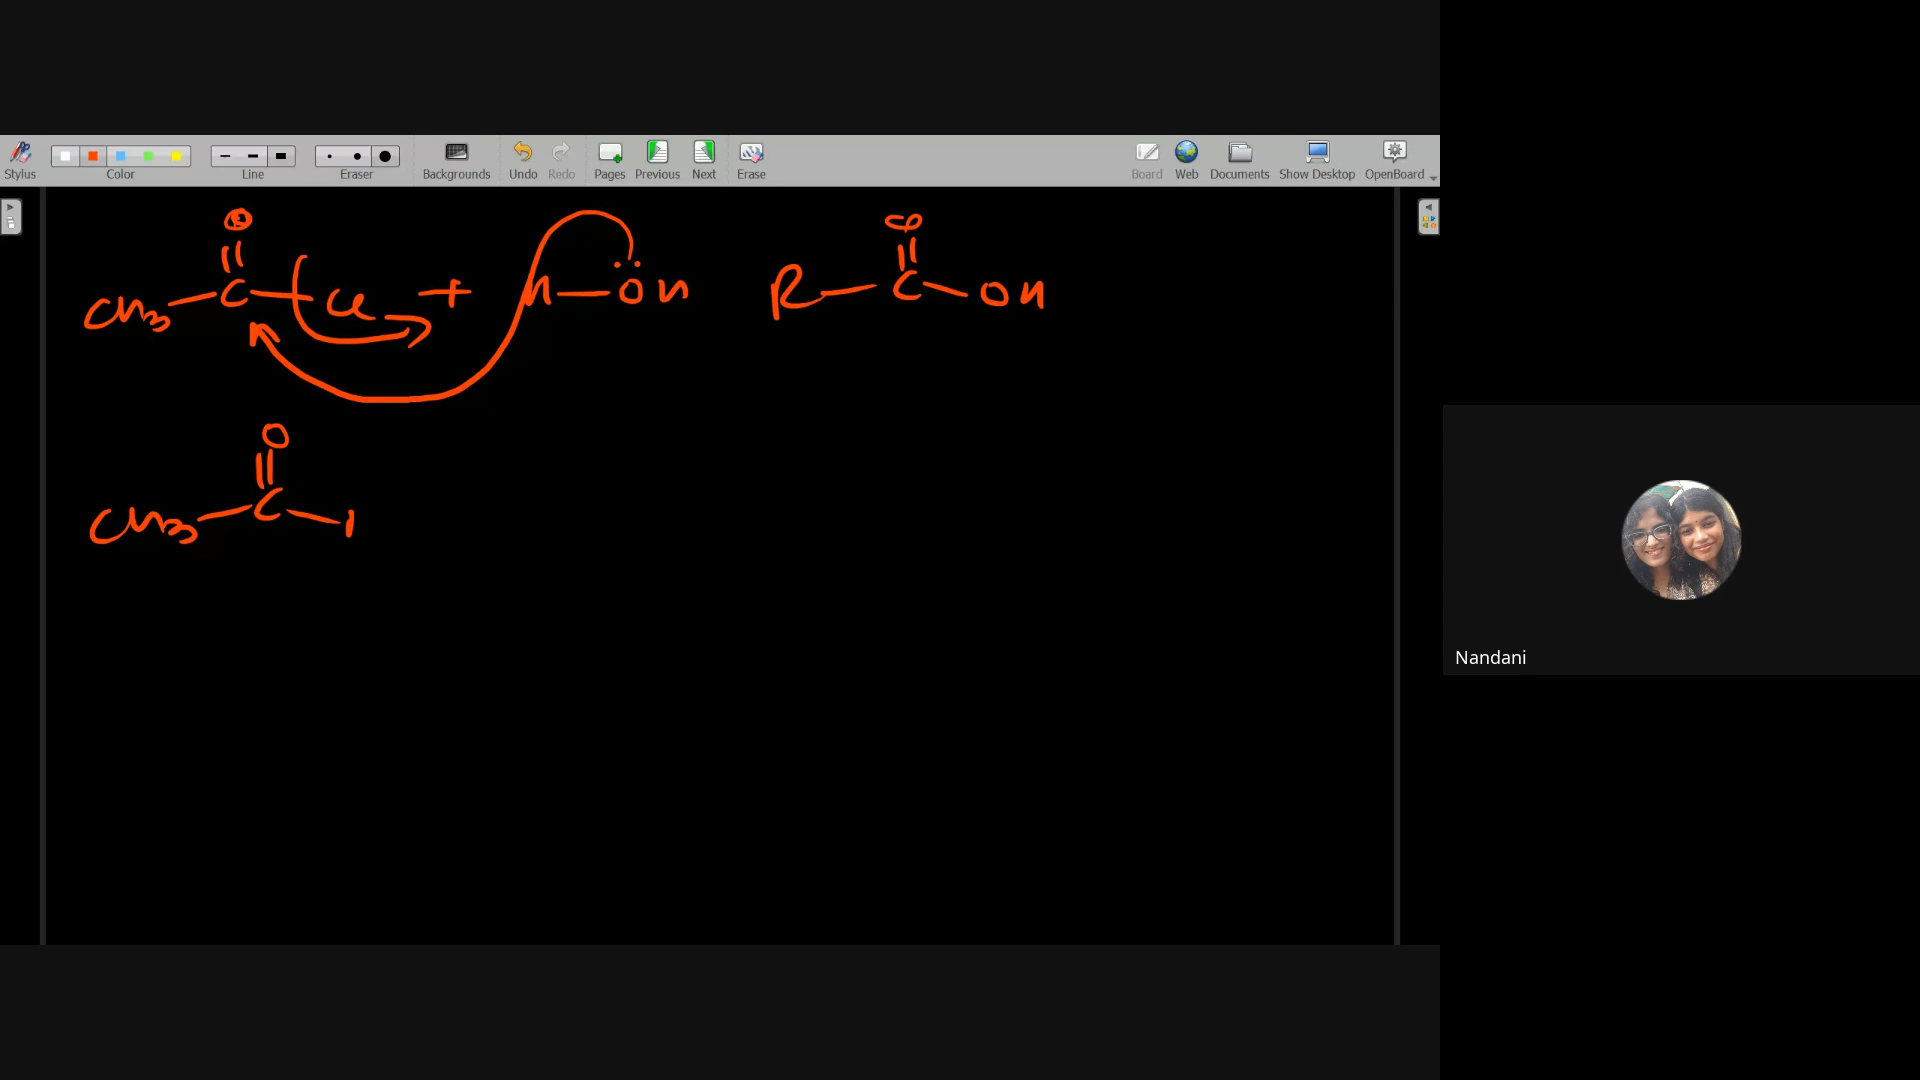 Stylus Color Line Eraser Backgrounds Undo Redo Pages Previous Next Erase Board Web Documents Show Desktop OpenBoard
O O
CH3 — C — Cl + H — O H R — C — O H
O
CH3 — C —
Nandani